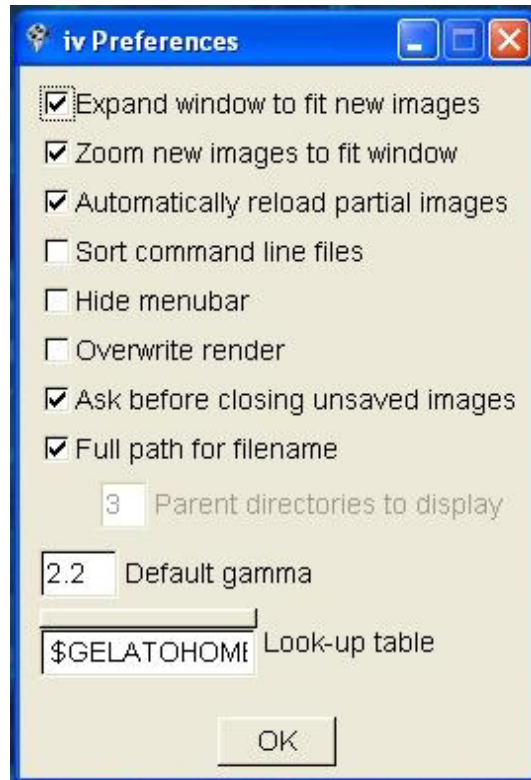 iv Preferences
Expand window to fit new images
Zoom new images to fit window
Automatically reload partial images
Sort command line files
Hide menubar
Overwrite render
Ask before closing unsaved images
Full path for filename
3 Parent directories to display
2.2 Default gamma
$GELATOHOME Look-up table
OK